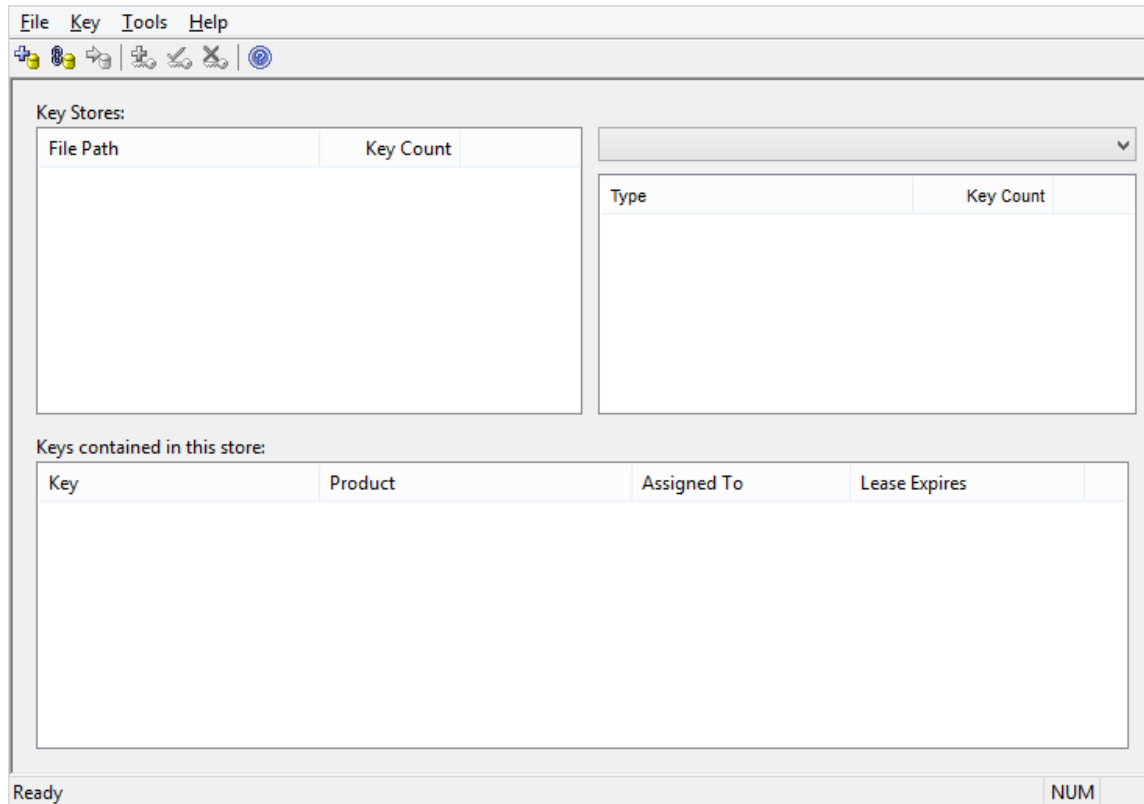 File Key Tools Help
Key Stores:
File Path Key Count
Type Key Count
Keys contained in this store:
Key Product Assigned To Lease Expires
Ready NUM